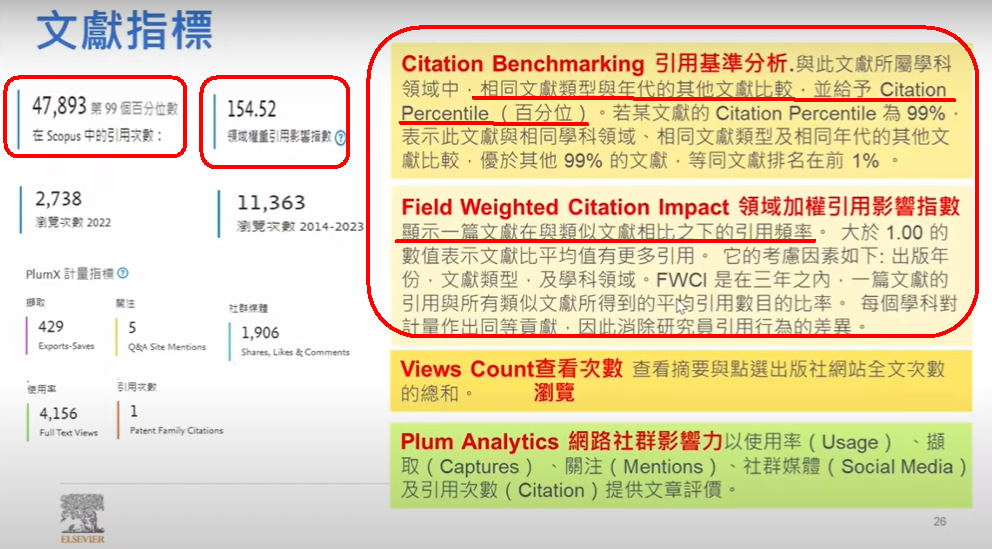 文獻指標
47,893 第 99 個百分位數
在 Scopus 中的引用次數：
154.52
領域權重引用影響指數 ?
2,738
瀏覽次數 2022
11,363
瀏覽次數 2014-2023
PlumX 計量指標 ?
擷取
429
Exports-Saves
關注
5
Q&A Site Mentions
社群媒體
1,906
Shares, Likes & Comments
使用率
4,156
Full Text Views
引用次數
1
Patent Family Citations
ELSEVIER
Citation Benchmarking 引用基準分析.與此文獻所屬學科
領域中，相同文獻類型與年代的其他文獻比較，並給予 Citation
Percentile （百分位）。若某文獻的 Citation Percentile 為 99%，
表示此文獻與相同學科領域、相同文獻類型及相同年代的其他文
獻比較，優於其他 99% 的文獻，等同文獻排名在前 1% 。
Field Weighted Citation Impact 領域加權引用影響指數
顯示一篇文獻在與類似文獻相比之下的引用頻率。 大於 1.00 的
數值表示文獻比平均值有更多引用。 它的考慮因素如下: 出版年
份，文獻類型，及學科領域。FWCI 是在三年之內，一篇文獻的
引用與所有類似文獻所得到的平均引用數目的比率。 每個學科對
計量作出同等貢獻，因此消除研究員引用行為的差異。
Views Count查看次數 查看摘要與點選出版社網站全文次數
的總和。 瀏覽
Plum Analytics 網路社群影響力以使用率（Usage） 、擷
取（Captures） 、關注（Mentions）、社群媒體（Social Media）
及引用次數（Citation）提供文章評價。
26